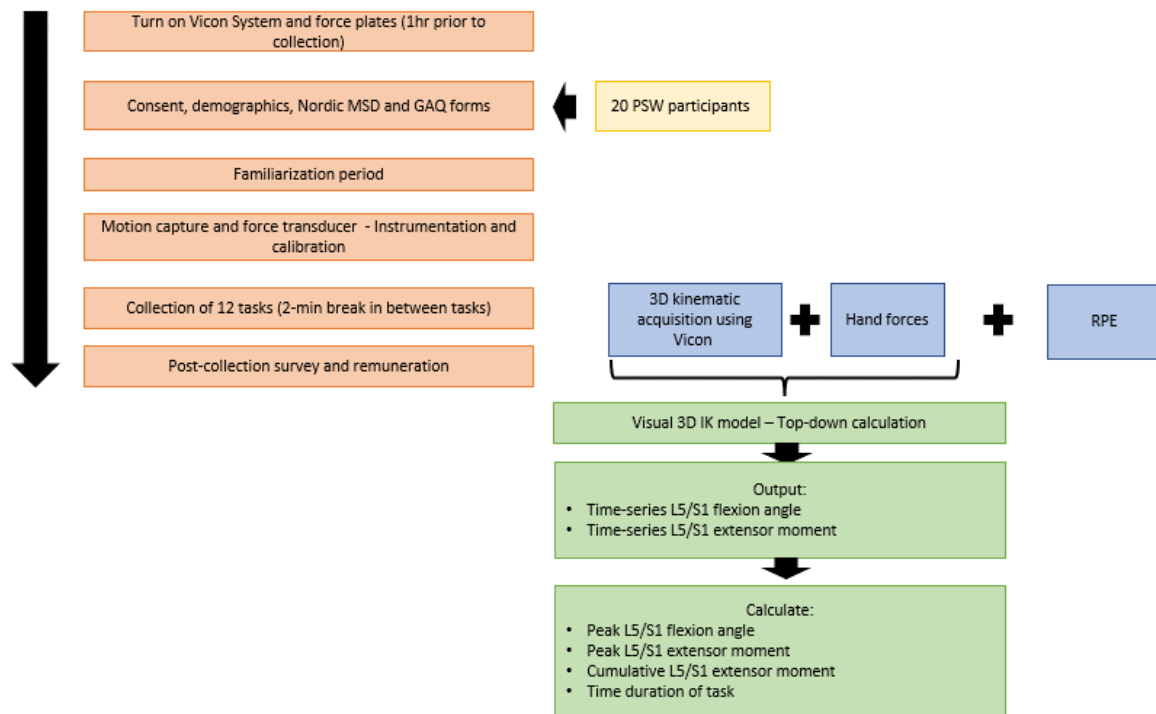 Turn on Vicon System and force plates (1hr prior to
collection)
Consent, demographics, Nordic MSD and GAQ forms
20 PSW participants
Familiarization period
Motion capture and force transducer  - Instrumentation and
calibration
Collection of 12 tasks (2-min break in between tasks)
Post-collection survey and remuneration
3D kinematic
acquisition using
Vicon
Hand forces
RPE
Visual 3D IK model – Top-down calculation
Output:
• Time-series L5/S1 flexion angle
• Time-series L5/S1 extensor moment
Calculate:
• Peak L5/S1 flexion angle
• Peak L5/S1 extensor moment
• Cumulative L5/S1 extensor moment
• Time duration of task